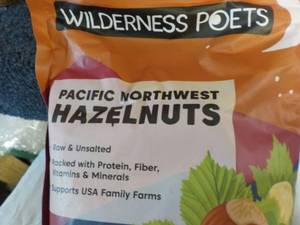 WILDERNESS POETS
PACIFIC NORTHWEST
HAZELNUTS
Raw & Unsalted
Packed with Protein, Fiber,
Vitamins & Minerals
Supports USA Family Farms